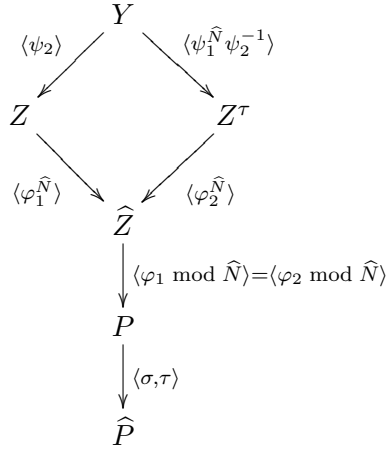 Y
⟨ψ₂⟩ ⟨ψ₁^N̂ ψ₂⁻¹⟩
Z Z^τ
⟨φ₁^N̂⟩ ⟨φ₂^N̂⟩
Ẑ
⟨φ₁ mod N̂⟩=⟨φ₂ mod N̂⟩
P
⟨σ,τ⟩
P̂